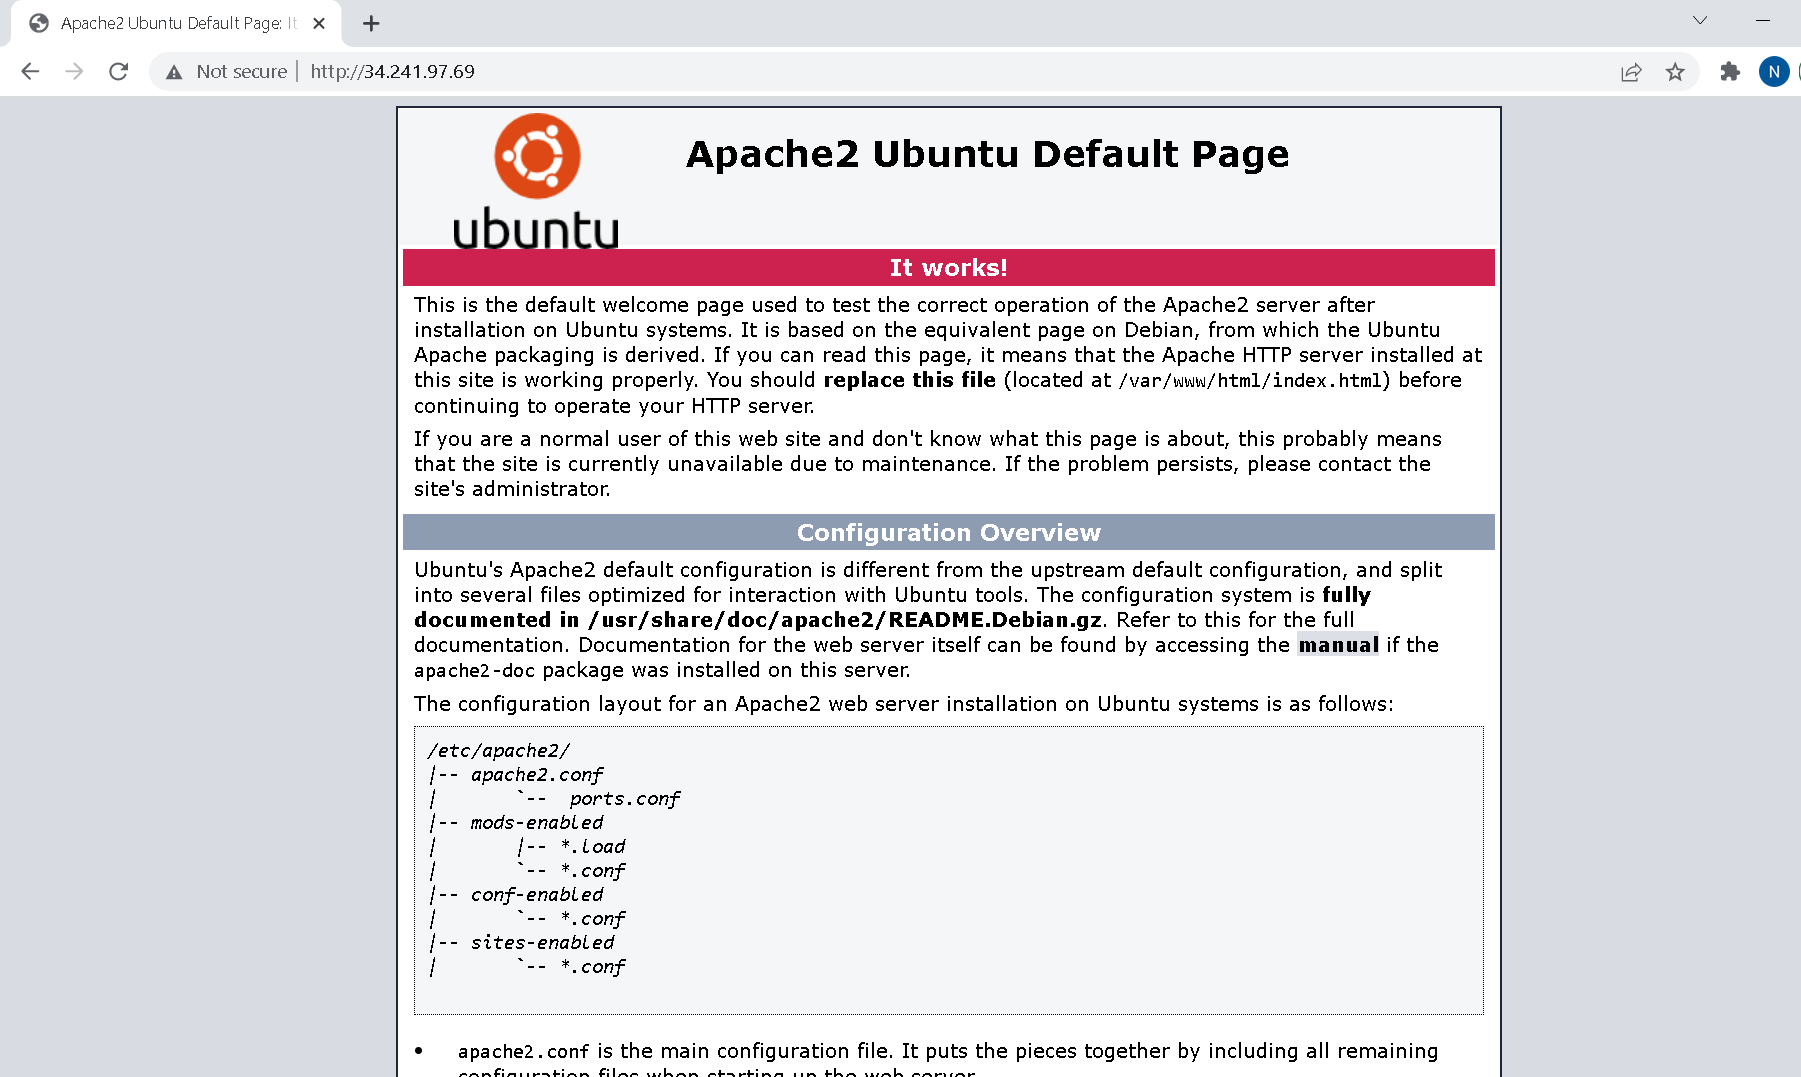 Apache2 Ubuntu Default Page: It
Not secure | http://34.241.97.69
N
ubuntu
Apache2 Ubuntu Default Page
It works!
This is the default welcome page used to test the correct operation of the Apache2 server after
installation on Ubuntu systems. It is based on the equivalent page on Debian, from which the Ubuntu
Apache packaging is derived. If you can read this page, it means that the Apache HTTP server installed at
this site is working properly. You should replace this file (located at /var/www/html/index.html) before
continuing to operate your HTTP server.
If you are a normal user of this web site and don't know what this page is about, this probably means
that the site is currently unavailable due to maintenance. If the problem persists, please contact the
site's administrator.
Configuration Overview
Ubuntu's Apache2 default configuration is different from the upstream default configuration, and split
into several files optimized for interaction with Ubuntu tools. The configuration system is fully
documented in /usr/share/doc/apache2/README.Debian.gz. Refer to this for the full
documentation. Documentation for the web server itself can be found by accessing the manual if the
apache2-doc package was installed on this server.
The configuration layout for an Apache2 web server installation on Ubuntu systems is as follows:
/etc/apache2/
|-- apache2.conf
|       `--  ports.conf
|-- mods-enabled
|       |-- *.load
|       `-- *.conf
|-- conf-enabled
|       `-- *.conf
|-- sites-enabled
|       `-- *.conf
• apache2.conf is the main configuration file. It puts the pieces together by including all remaining
configuration files when starting up the web server.